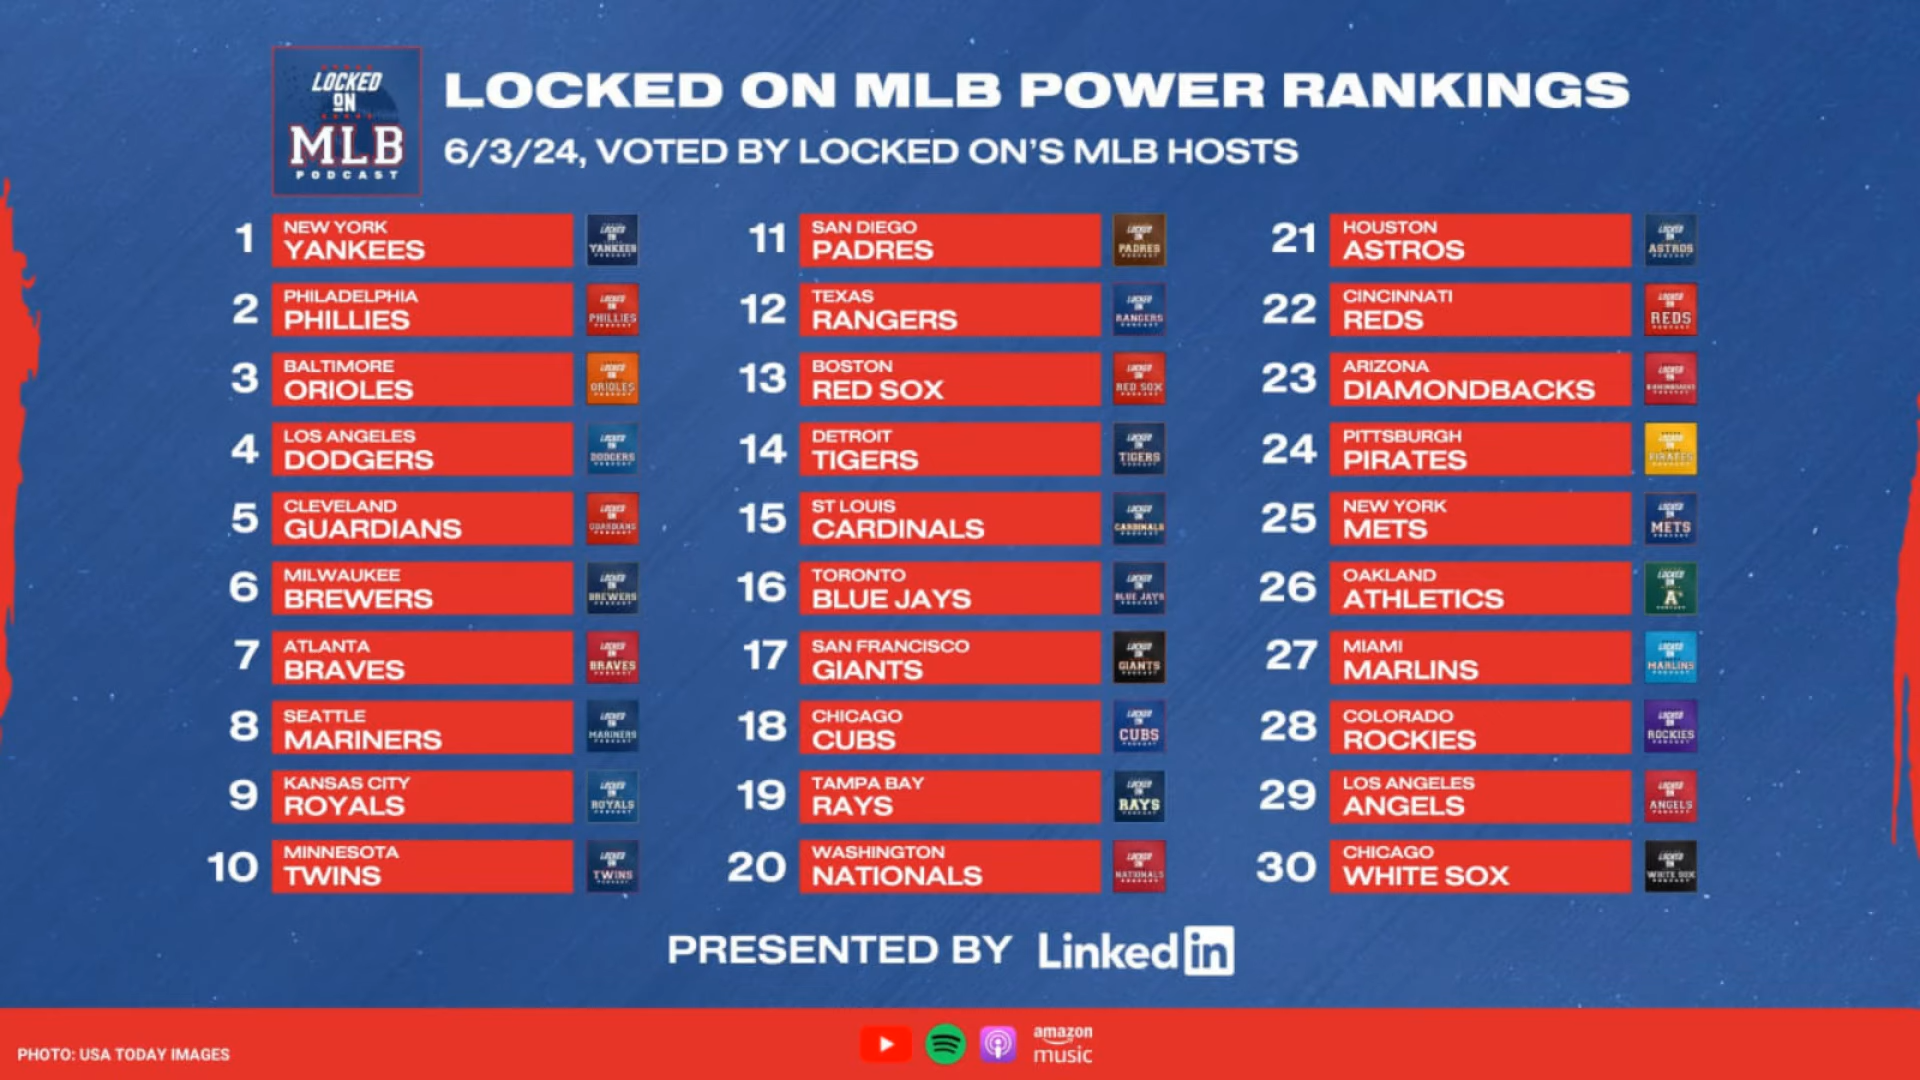 LOCKED
ON
MLB
PODCAST
LOCKED ON MLB POWER RANKINGS
6/3/24, VOTED BY LOCKED ON'S MLB HOSTS
1 NEW YORK
YANKEES
2 PHILADELPHIA
PHILLIES
3 BALTIMORE
ORIOLES
4 LOS ANGELES
DODGERS
5 CLEVELAND
GUARDIANS
6 MILWAUKEE
BREWERS
7 ATLANTA
BRAVES
8 SEATTLE
MARINERS
9 KANSAS CITY
ROYALS
10 MINNESOTA
TWINS
11 SAN DIEGO
PADRES
12 TEXAS
RANGERS
13 BOSTON
RED SOX
14 DETROIT
TIGERS
15 ST LOUIS
CARDINALS
16 TORONTO
BLUE JAYS
17 SAN FRANCISCO
GIANTS
18 CHICAGO
CUBS
19 TAMPA BAY
RAYS
20 WASHINGTON
NATIONALS
21 HOUSTON
ASTROS
22 CINCINNATI
REDS
23 ARIZONA
DIAMONDBACKS
24 PITTSBURGH
PIRATES
25 NEW YORK
METS
26 OAKLAND
ATHLETICS
27 MIAMI
MARLINS
28 COLORADO
ROCKIES
29 LOS ANGELES
ANGELS
30 CHICAGO
WHITE SOX
PRESENTED BY LinkedIn
PHOTO: USA TODAY IMAGES
amazon
music